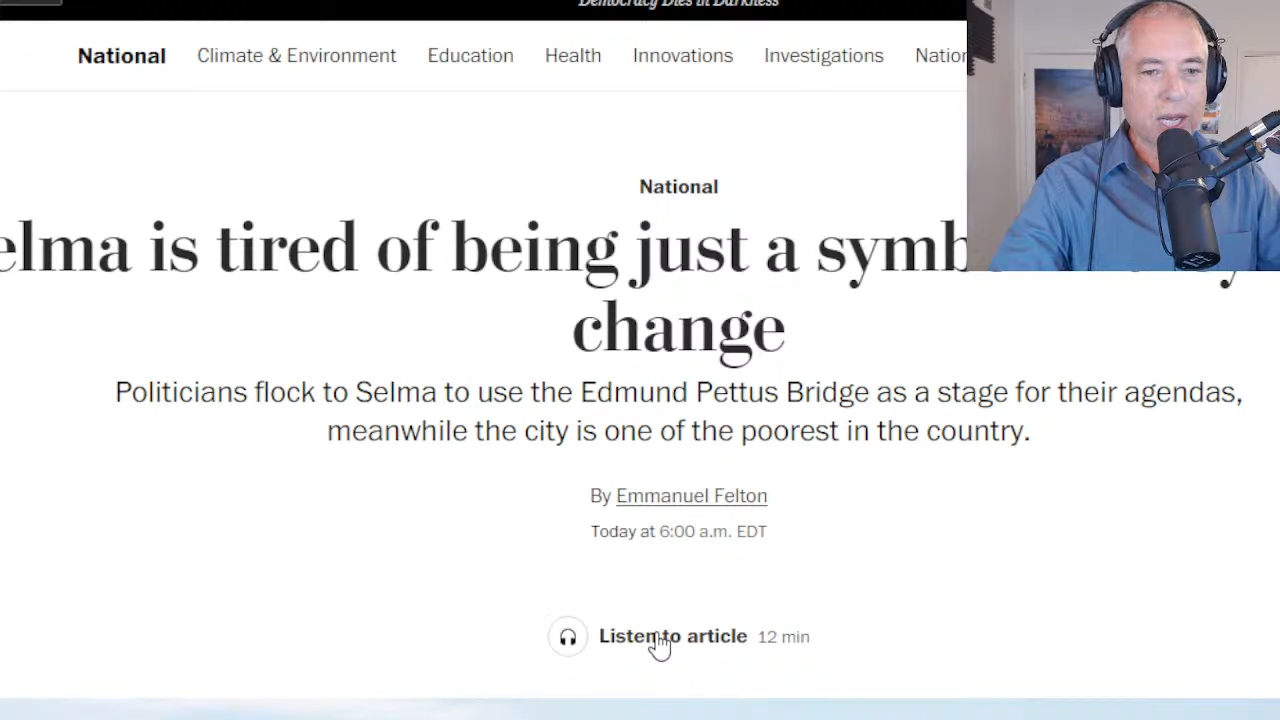 Democracy Dies in Darkness
National Climate & Environment Education Health Innovations Investigations
National
elma is tired of being just a symb
change
Politicians flock to Selma to use the Edmund Pettus Bridge as a stage for their agendas,
meanwhile the city is one of the poorest in the country.
By Emmanuel Felton
Today at 6:00 a.m. EDT
Listen to article 12 min